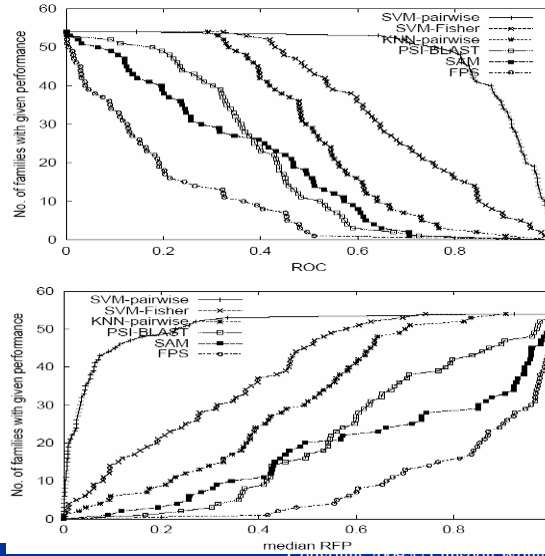 60
50
40
30
20
10
0
No. of families with given performance
SVM-pairwise
SVM-Fisher
KNN-pairwise
PSI-BLAST
SAM
FPS
0 0.2 0.4 0.6 0.8
ROC
60
50
40
30
20
10
0
No. of families with given performance
SVM-pairwise
SVM-Fisher
KNN-pairwise
PSI-BLAST
SAM
FPS
0 0.2 0.4 0.6 0.8
median RFP